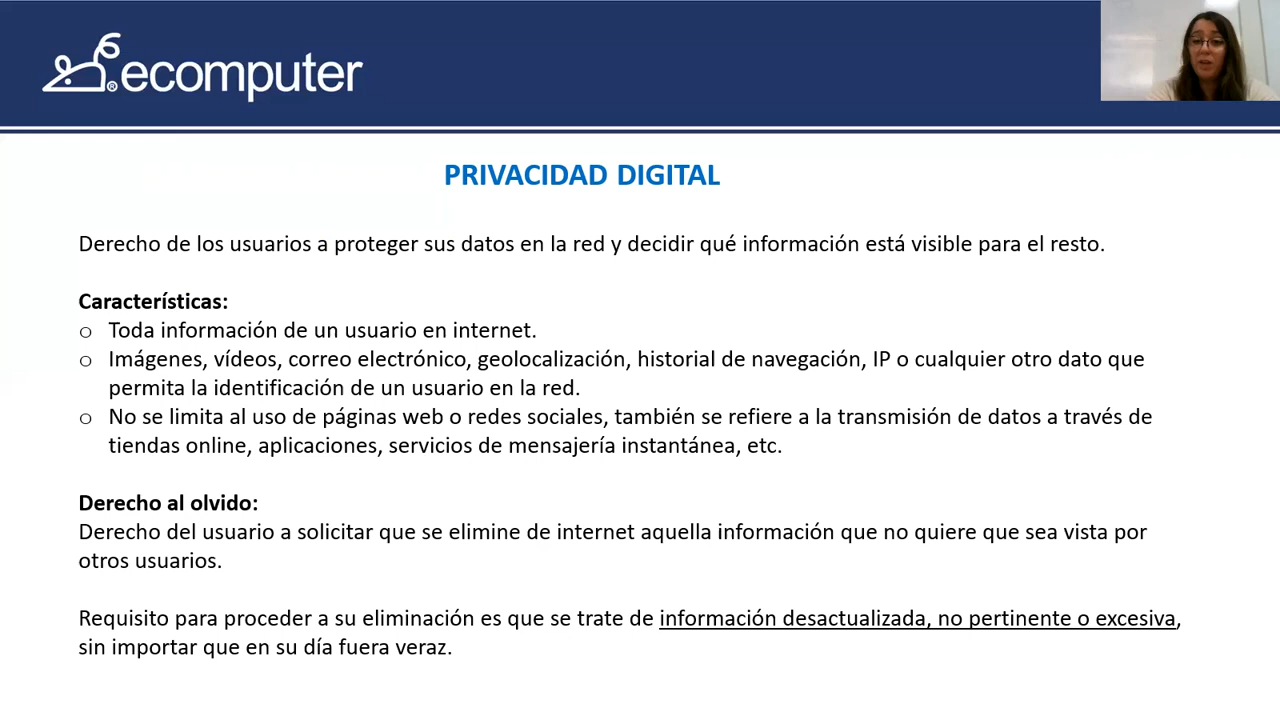 ecomputer
PRIVACIDAD DIGITAL
Derecho de los usuarios a proteger sus datos en la red y decidir qué información está visible para el resto.
Características:
o Toda información de un usuario en internet.
o Imágenes, vídeos, correo electrónico, geolocalización, historial de navegación, IP o cualquier otro dato que
permita la identificación de un usuario en la red.
o No se limita al uso de páginas web o redes sociales, también se refiere a la transmisión de datos a través de
tiendas online, aplicaciones, servicios de mensajería instantánea, etc.
Derecho al olvido:
Derecho del usuario a solicitar que se elimine de internet aquella información que no quiere que sea vista por
otros usuarios.
Requisito para proceder a su eliminación es que se trate de información desactualizada, no pertinente o excesiva,
sin importar que en su día fuera veraz.